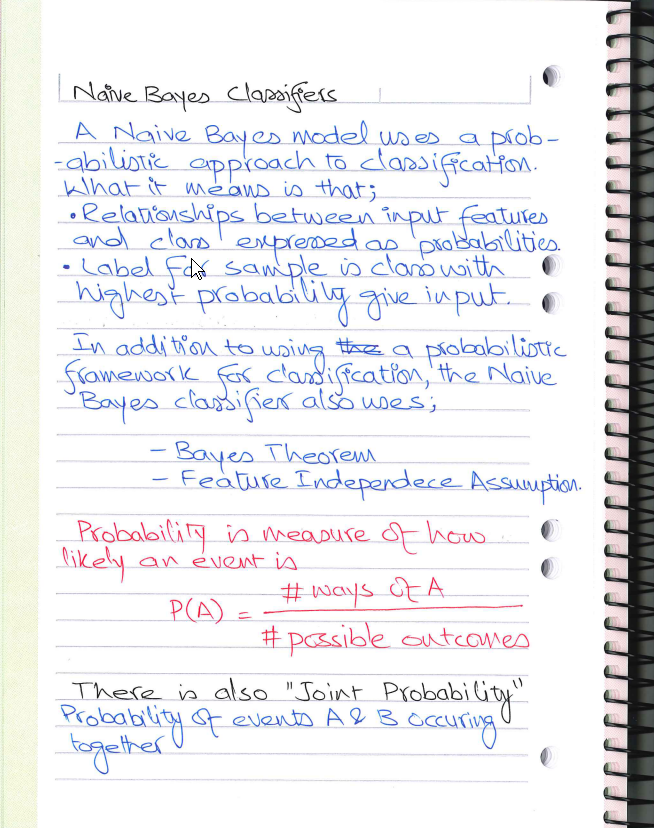 Naive Bayes Classifiers
A Naive Bayes model uses a prob-
-abilistic approach to classification.
What it means is that;
• Relationships between input features
and class expressed as probabilities.
• Label for sample is class with
highest probability give input.
In addition to using the a probabilistic
framework for classification, the Naive
Bayes classifier also uses;
- Bayes Theorem
- Feature Independece Assumption.
Probability is measure of how
likely an event is
P(A) = # ways of A
# possible outcomes
There is also "Joint Probability"
Probability of events A & B occuring
together